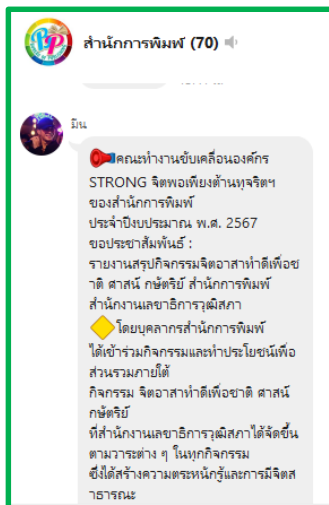 สำนักการพิมพ์ (70)
มีน
คณะทำงานขับเคลื่อนองค์กร
STRONG จิตพอเพียงต้านทุจริตฯ
ของสำนักการพิมพ์
ประจำปีงบประมาณ พ.ศ. 2567
ขอประชาสัมพันธ์ :
รายงานสรุปกิจกรรมจิตอาสาทำดีเพื่อช
าติ ศาสน์ กษัตริย์ สำนักการพิมพ์
สำนักงานเลขาธิการวุฒิสภา
โดยบุคลากรสำนักการพิมพ์
ได้เข้าร่วมกิจกรรมและทำประโยชน์เพื่อ
ส่วนรวมภายใต้
กิจกรรม จิตอาสาทำดีเพื่อชาติ ศาสน์
กษัตริย์
ที่สำนักงานเลขาธิการวุฒิสภาได้จัดขึ้น
ตามวาระต่าง ๆ ในทุกกิจกรรม
ซึ่งได้สร้างความตระหนักรู้และการมีจิตส
าธารณะ